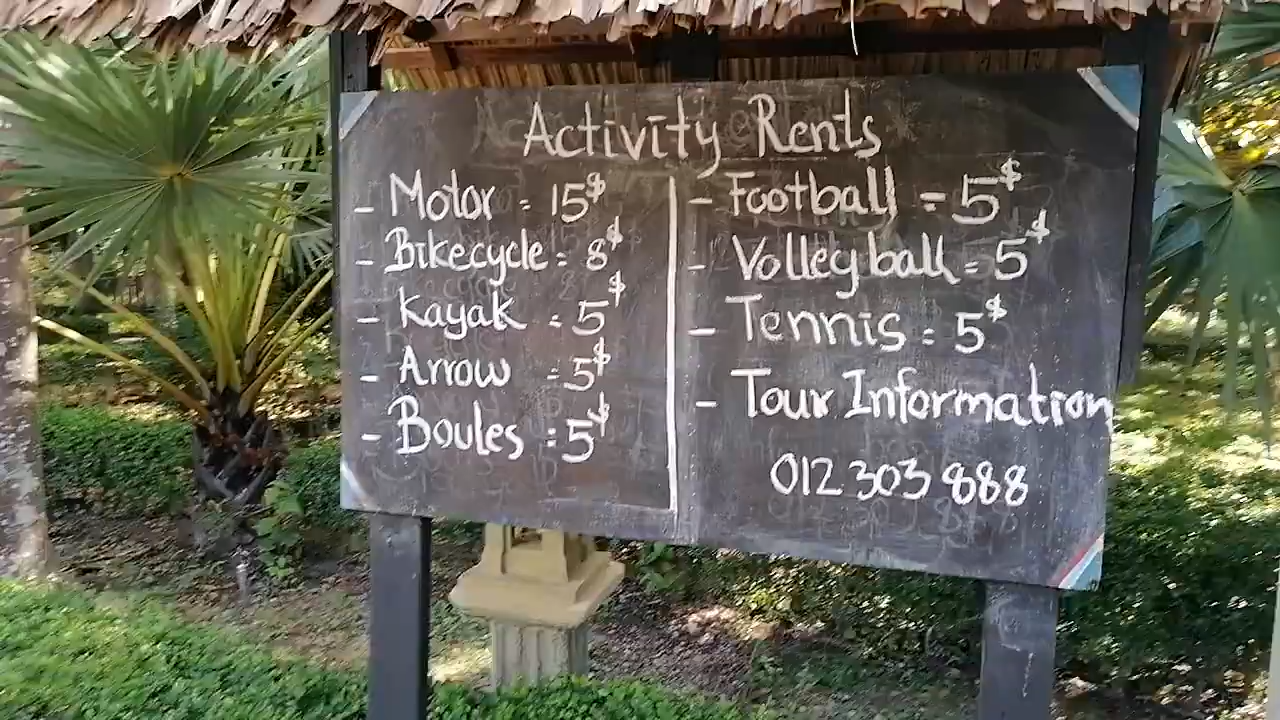 Activity Rents
- Motor = 15$
- Bikecycle = 8$
- Kayak = 5$
- Arrow = 5$
- Boules = 5$
- Football = 5$
- Volleyball = 5$
- Tennis = 5$
- Tour Information
012 303 888